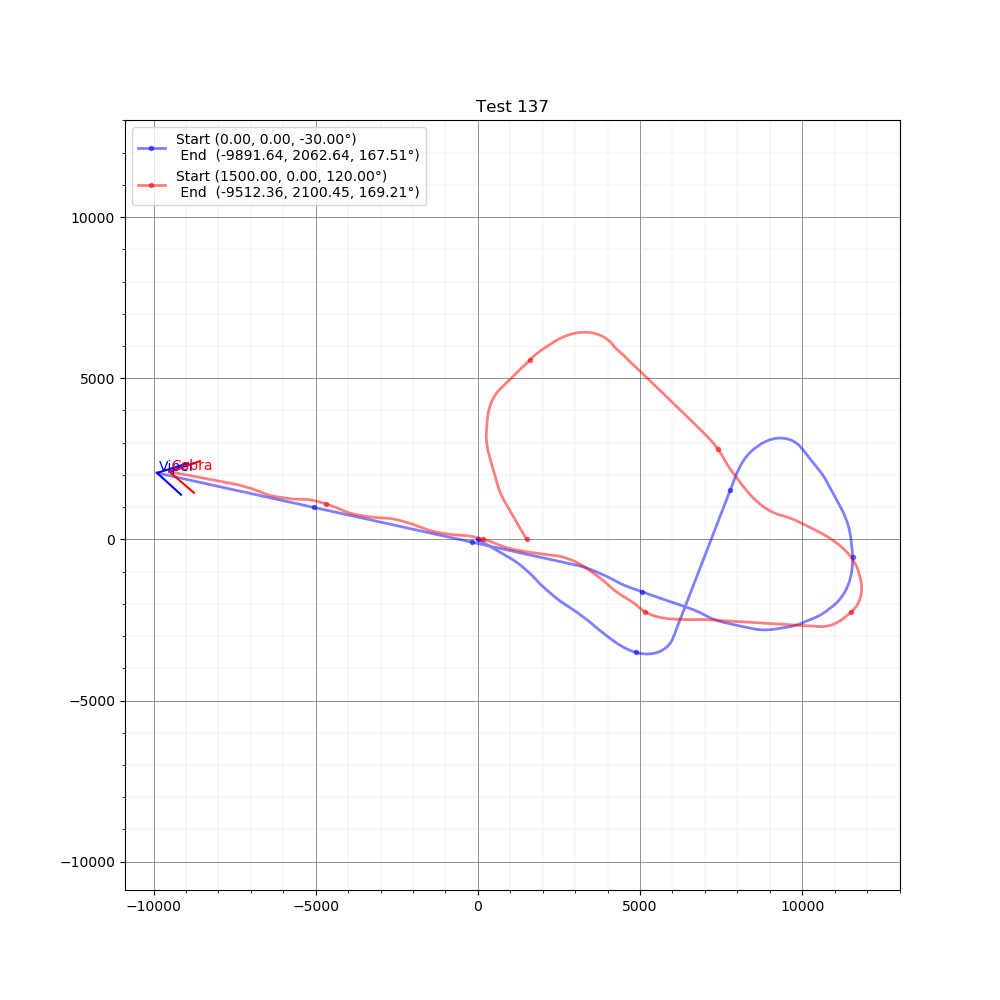 Test 137
Start (0.00, 0.00, -30.00°)
End (-9891.64, 2062.64, 167.51°)
Start (1500.00, 0.00, 120.00°)
End (-9512.36, 2100.45, 169.21°)
10000
5000
0
−5000
−10000
Viper
Cobra
−10000 −5000 0 5000 10000